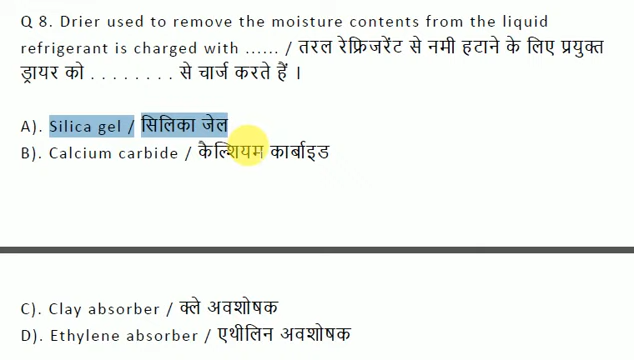 Q 8. Drier used to remove the moisture contents from the liquid
refrigerant is charged with ...... / तरल रेफ्रिजरेंट से नमी हटाने के लिए प्रयुक्त
ड्रायर को . . . . . . . . से चार्ज करते हैं ।
A). Silica gel / सिलिका जेल
B). Calcium carbide / कैल्शियम कार्बाइड
C). Clay absorber / क्ले अवशोषक
D). Ethylene absorber / एथीलिन अवशोषक